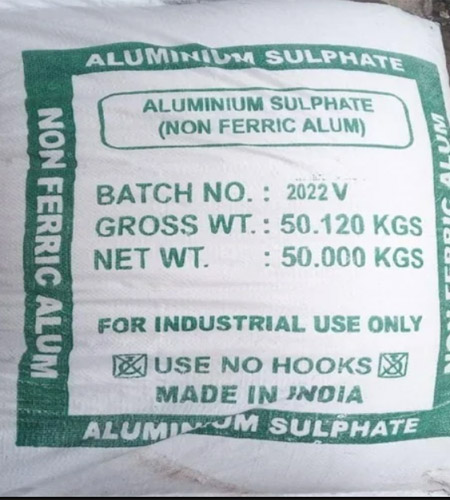 ALUMINIUM SULPHATE
NON FERRIC ALUM
ALUMINIUM SULPHATE
(NON FERRIC ALUM)
BATCH NO. : 2022 V
GROSS WT. : 50.120 KGS
NET WT. : 50.000 KGS
FOR INDUSTRIAL USE ONLY
USE NO HOOKS
MADE IN INDIA
NON FERRIC ALUM
ALUMINIUM SULPHATE